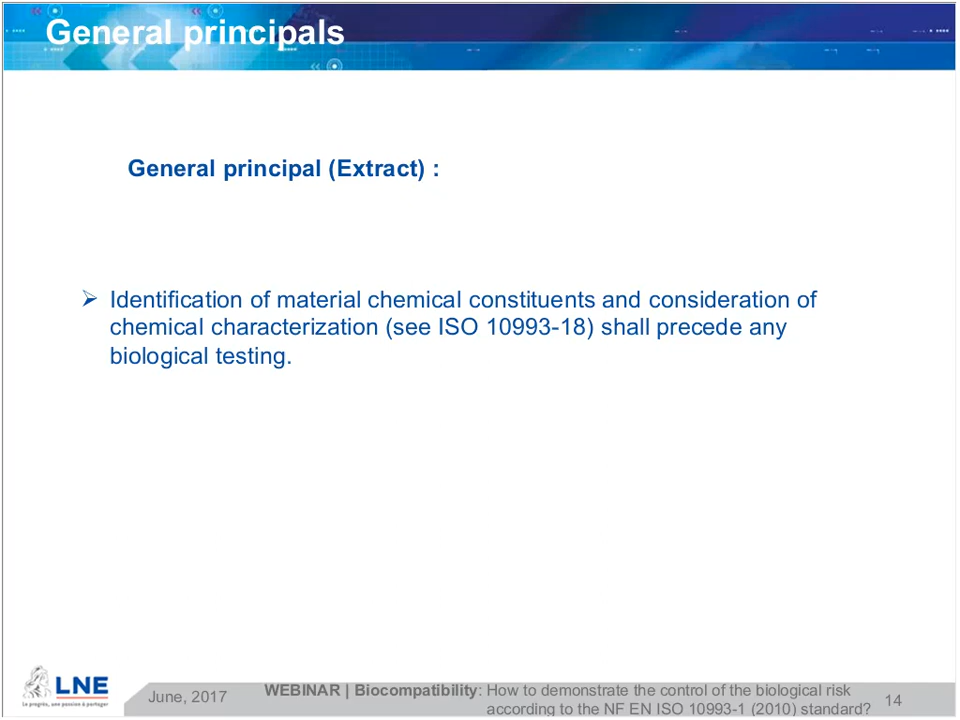 General principals
General principal (Extract) :
➢ Identification of material chemical constituents and consideration of
chemical characterization (see ISO 10993-18) shall precede any
biological testing.
LNE
Le progrès, une passion à partager
June, 2017
WEBINAR | Biocompatibility: How to demonstrate the control of the biological risk
according to the NF EN ISO 10993-1 (2010) standard?
14